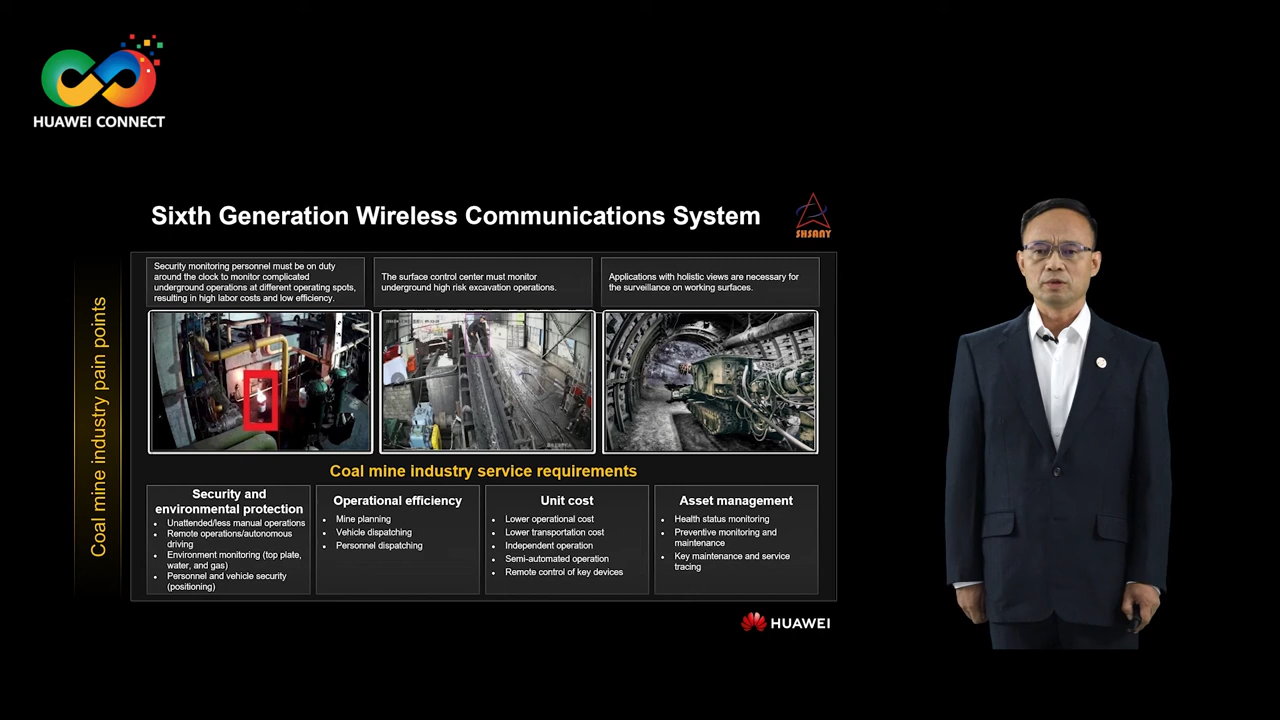 HUAWEI CONNECT
Sixth Generation Wireless Communications System
SHSANY
Coal mine industry pain points
Security monitoring personnel must be on duty
around the clock to monitor complicated
underground operations at different operating spots,
resulting in high labor costs and low efficiency.
The surface control center must monitor
underground high risk excavation operations.
Applications with holistic views are necessary for
the surveillance on working surfaces.
Coal mine industry service requirements
Security and
environmental protection
• Unattended/less manual operations
• Remote operations/autonomous
driving
• Environment monitoring (top plate,
water, and gas)
• Personnel and vehicle security
(positioning)
Operational efficiency
• Mine planning
• Vehicle dispatching
• Personnel dispatching
Unit cost
• Lower operational cost
• Lower transportation cost
• Independent operation
• Semi-automated operation
• Remote control of key devices
Asset management
• Health status monitoring
• Preventive monitoring and
maintenance
• Key maintenance and service
tracing
HUAWEI